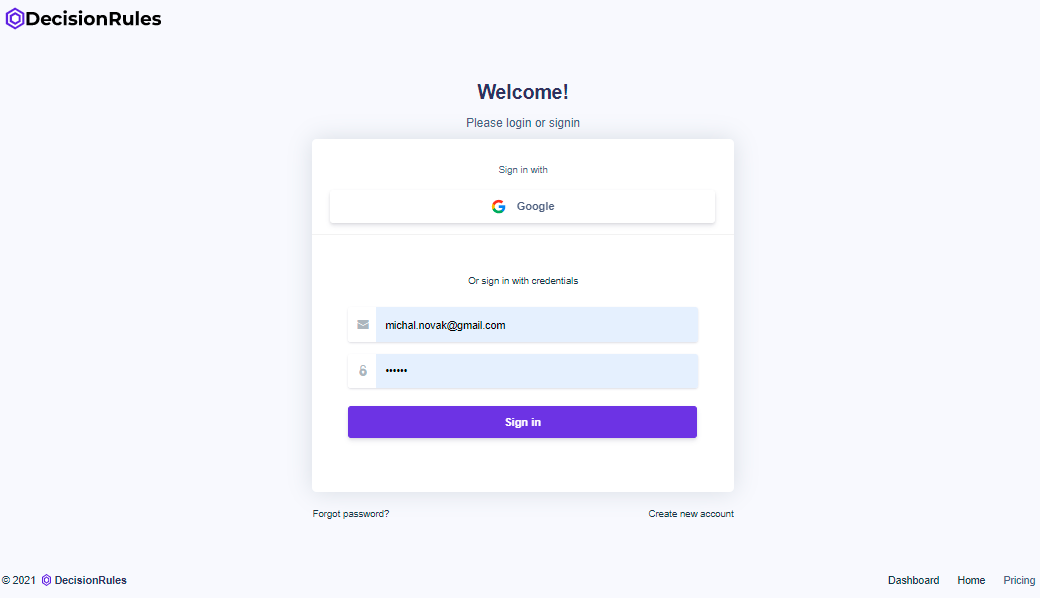 DecisionRules
Welcome!
Please login or signin
Sign in with
Google
Or sign in with credentials
michal.novak@gmail.com
••••••
Sign in
Forgot password? Create new account
© 2021 DecisionRules Dashboard Home Pricing